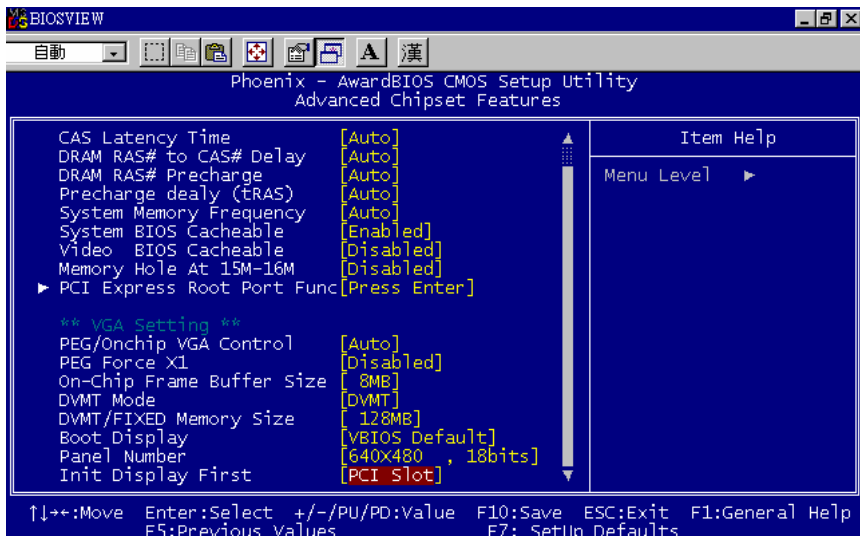 BIOSVIEW
自動 A 漢
Phoenix - AwardBIOS CMOS Setup Utility
Advanced Chipset Features
CAS Latency Time [Auto]
DRAM RAS# to CAS# Delay [Auto]
DRAM RAS# Precharge [Auto]
Precharge dealy (tRAS) [Auto]
System Memory Frequency [Auto]
System BIOS Cacheable [Enabled]
Video BIOS Cacheable [Disabled]
Memory Hole At 15M-16M [Disabled]
► PCI Express Root Port Func[Press Enter]
** VGA Setting **
PEG/Onchip VGA Control [Auto]
PEG Force X1 [Disabled]
On-Chip Frame Buffer Size [ 8MB]
DVMT Mode [DVMT]
DVMT/FIXED Memory Size [ 128MB]
Boot Display [VBIOS Default]
Panel Number [640X480 , 18bits]
Init Display First [PCI Slot]
Item Help
Menu Level ►
↑↓→←:Move Enter:Select +/-/PU/PD:Value F10:Save ESC:Exit F1:General Help
F5:Previous Values F7: SetUp Defaults